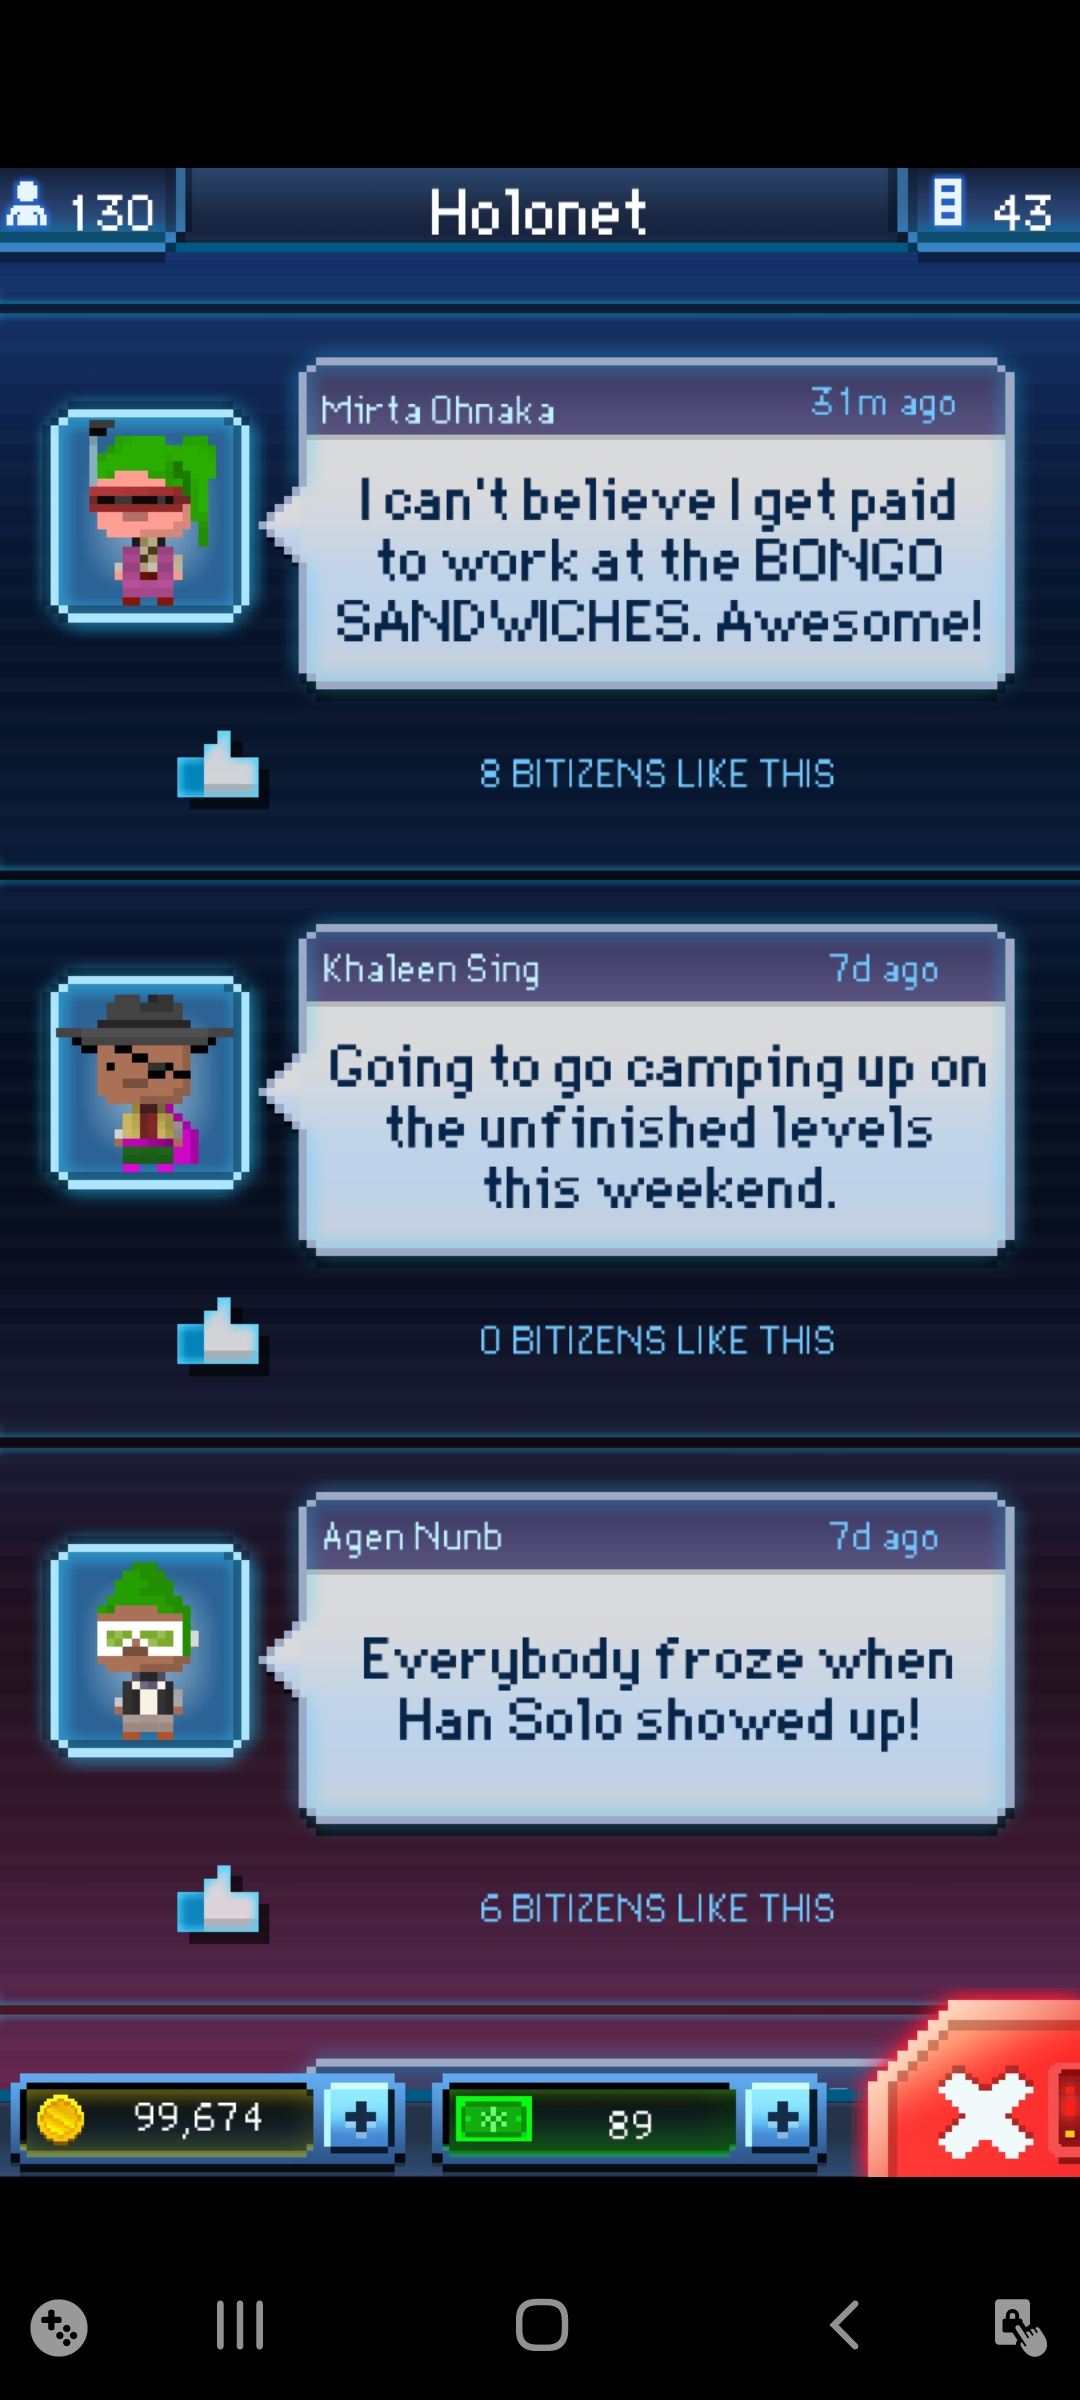 130
Holonet
43
Mirta Ohnaka
31m ago
I can't believe I get paid
to work at the BONGO
SANDWICHES. Awesome!
8 BITIZENS LIKE THIS
Khaleen Sing
7d ago
Going to go camping up on
the unfinished levels
this weekend.
0 BITIZENS LIKE THIS
Agen Nunb
7d ago
Everybody froze when
Han Solo showed up!
6 BITIZENS LIKE THIS
99,674
89